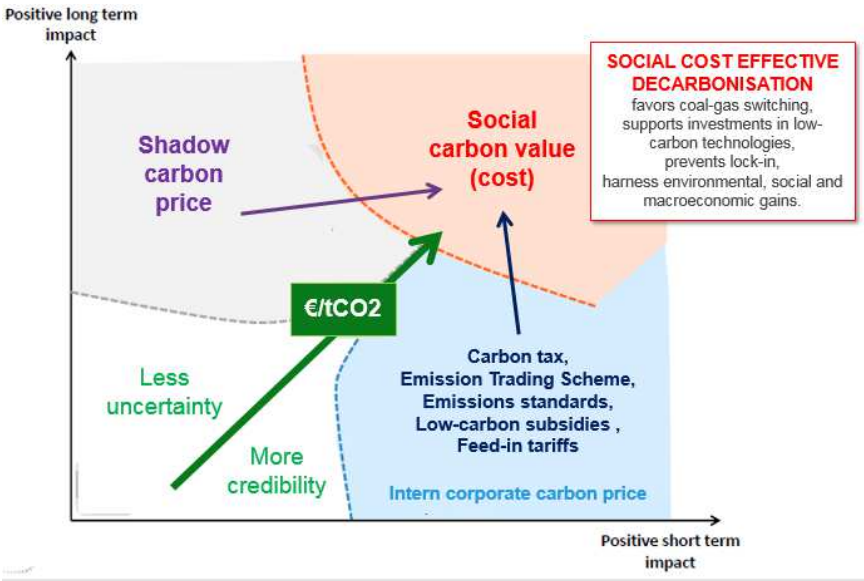 Positive long term
impact
SOCIAL COST EFFECTIVE
DECARBONISATION
favors coal-gas switching,
supports investments in low-
carbon technologies,
prevents lock-in,
harness environmental, social and
macroeconomic gains.
Social
carbon value
(cost)
Shadow
carbon
price
€/tCO2
Carbon tax,
Emission Trading Scheme,
Emissions standards,
Low-carbon subsidies ,
Feed-in tariffs
Less
uncertainty
More
credibility
Intern corporate carbon price
Positive short term
impact